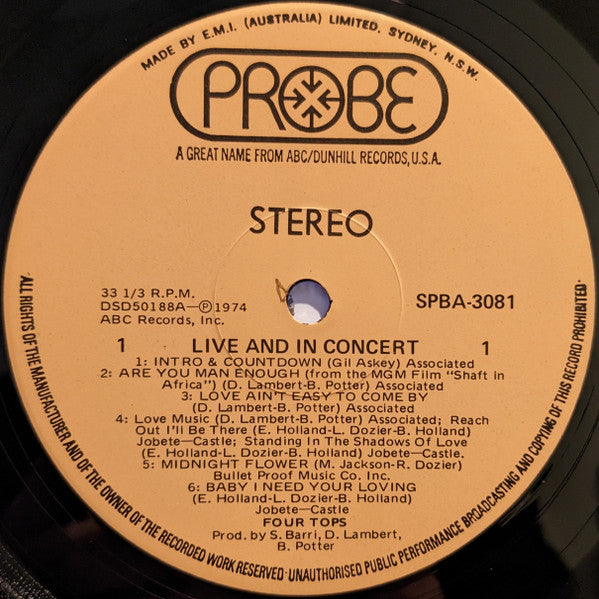 MADE BY E.M.I. (AUSTRALIA) LIMITED. SYDNEY. N.S.W.
PROBE
A GREAT NAME FROM ABC/DUNHILL RECORDS, U.S.A.
STEREO
33 1/3 R.P.M.
DSD50188A—Ⓟ1974
ABC Records, Inc.
SPBA-3081
1 LIVE AND IN CONCERT 1
1: INTRO & COUNTDOWN (Gil Askey) Associated
2: ARE YOU MAN ENOUGH (from the MGM Film "Shaft in
Africa") (D. Lambert-B. Potter) Associated
3: LOVE AIN'T EASY TO COME BY
(D. Lambert-B. Potter) Associated
4: Love Music (D. Lambert-B. Potter) Associated; Reach
Out I'll Be There (E. Holland-L. Dozier-B. Holland)
Jobete—Castle; Standing In The Shadows Of Love
(E. Holland-L. Dozier-B. Holland) Jobete—Castle.
5: MIDNIGHT FLOWER (M. Jackson-R. Dozier)
Bullet Proof Music Co. Inc.
6: BABY I NEED YOUR LOVING
(E. Holland-L. Dozier-B. Holland)
Jobete—Castle
FOUR TOPS
Prod. by S. Barri, D. Lambert,
B. Potter
·ALL RIGHTS OF THE MANUFACTURER AND OF THE OWNER OF THE RECORDED WORK RESERVED·UNAUTHORISED PUBLIC PERFORMANCE BROADCASTING AND COPYING OF THIS RECORD PROHIBITED·